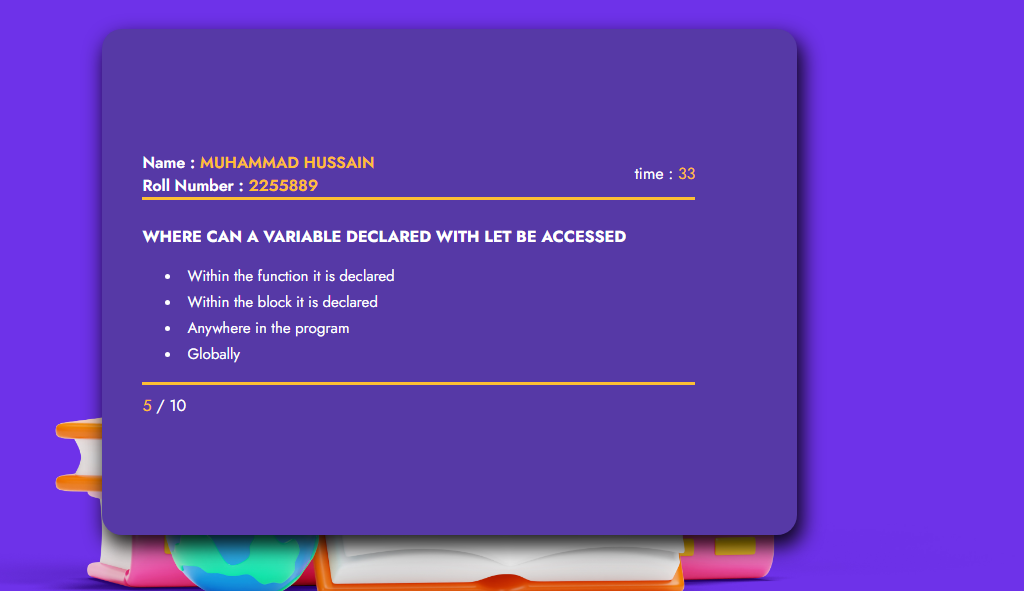 Name : MUHAMMAD HUSSAIN
Roll Number : 2255889
time : 33
WHERE CAN A VARIABLE DECLARED WITH LET BE ACCESSED
• Within the function it is declared
• Within the block it is declared
• Anywhere in the program
• Globally
5 / 10